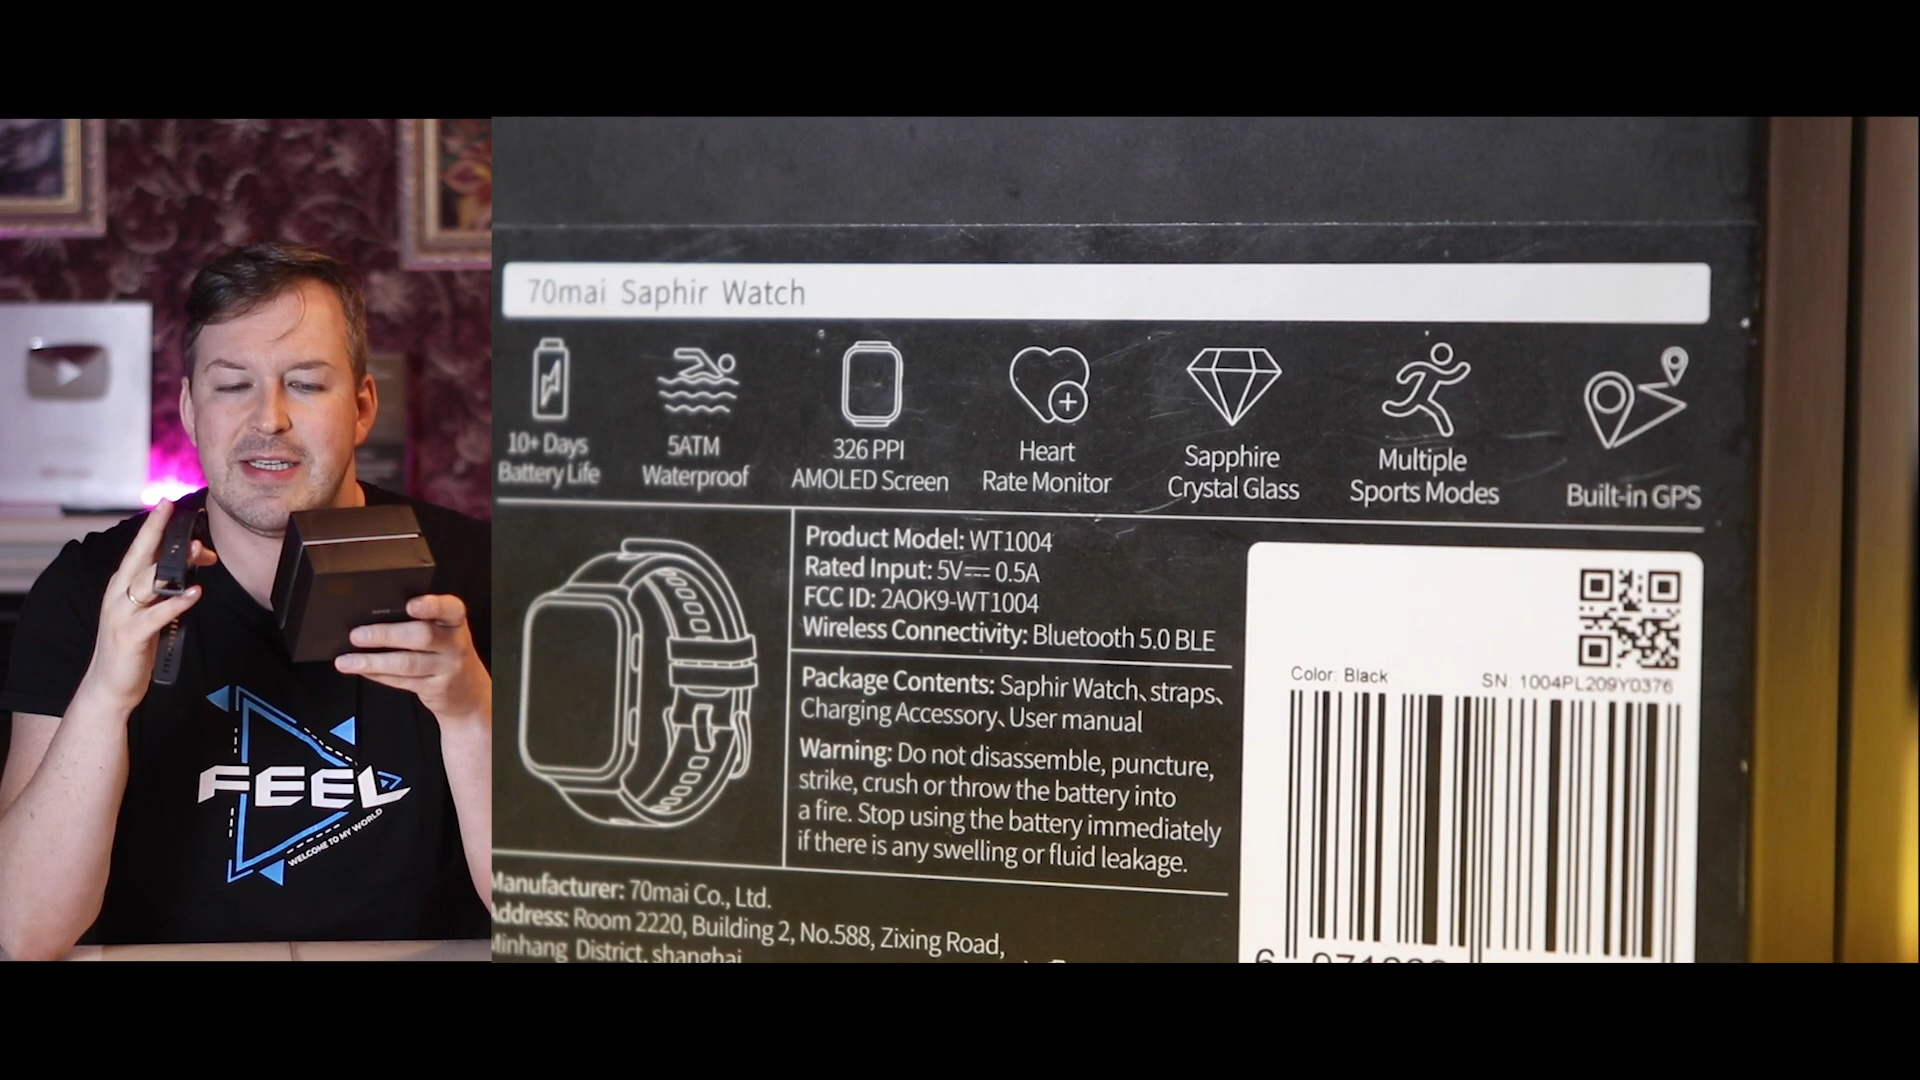 70mai Saphir Watch
10+ Days
Battery Life
5ATM
Waterproof
326 PPI
AMOLED Screen
Heart
Rate Monitor
Sapphire
Crystal Glass
Multiple
Sports Modes
Built-in GPS
Product Model: WT1004
Rated Input: 5V⎓ 0.5A
FCC ID: 2AOK9-WT1004
Wireless Connectivity: Bluetooth 5.0 BLE
Package Contents: Saphir Watch、straps、
Charging Accessory、User manual
Warning: Do not disassemble, puncture,
strike, crush or throw the battery into
a fire. Stop using the battery immediately
if there is any swelling or fluid leakage.
Manufacturer: 70mai Co., Ltd.
Address: Room 2220, Building 2, No.588, Zixing Road,
Minhang District, shanghai
Color: Black
SN: 1004PL209Y0376
FEEL
WELCOME TO MY WORLD